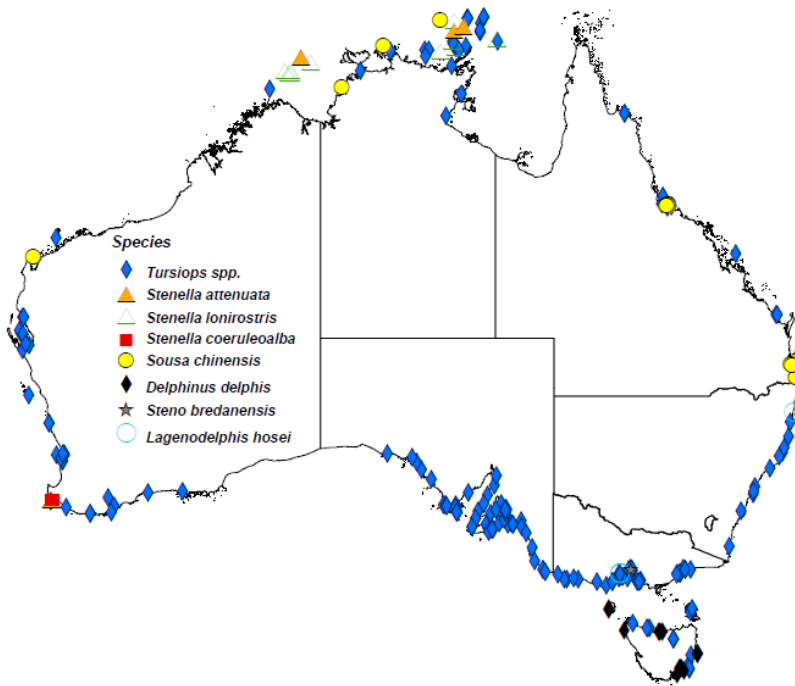 Species
Tursiops spp.
Stenella attenuata
Stenella lonirostris
Stenella coeruleoalba
Sousa chinensis
Delphinus delphis
Steno bredanensis
Lagenodelphis hosei